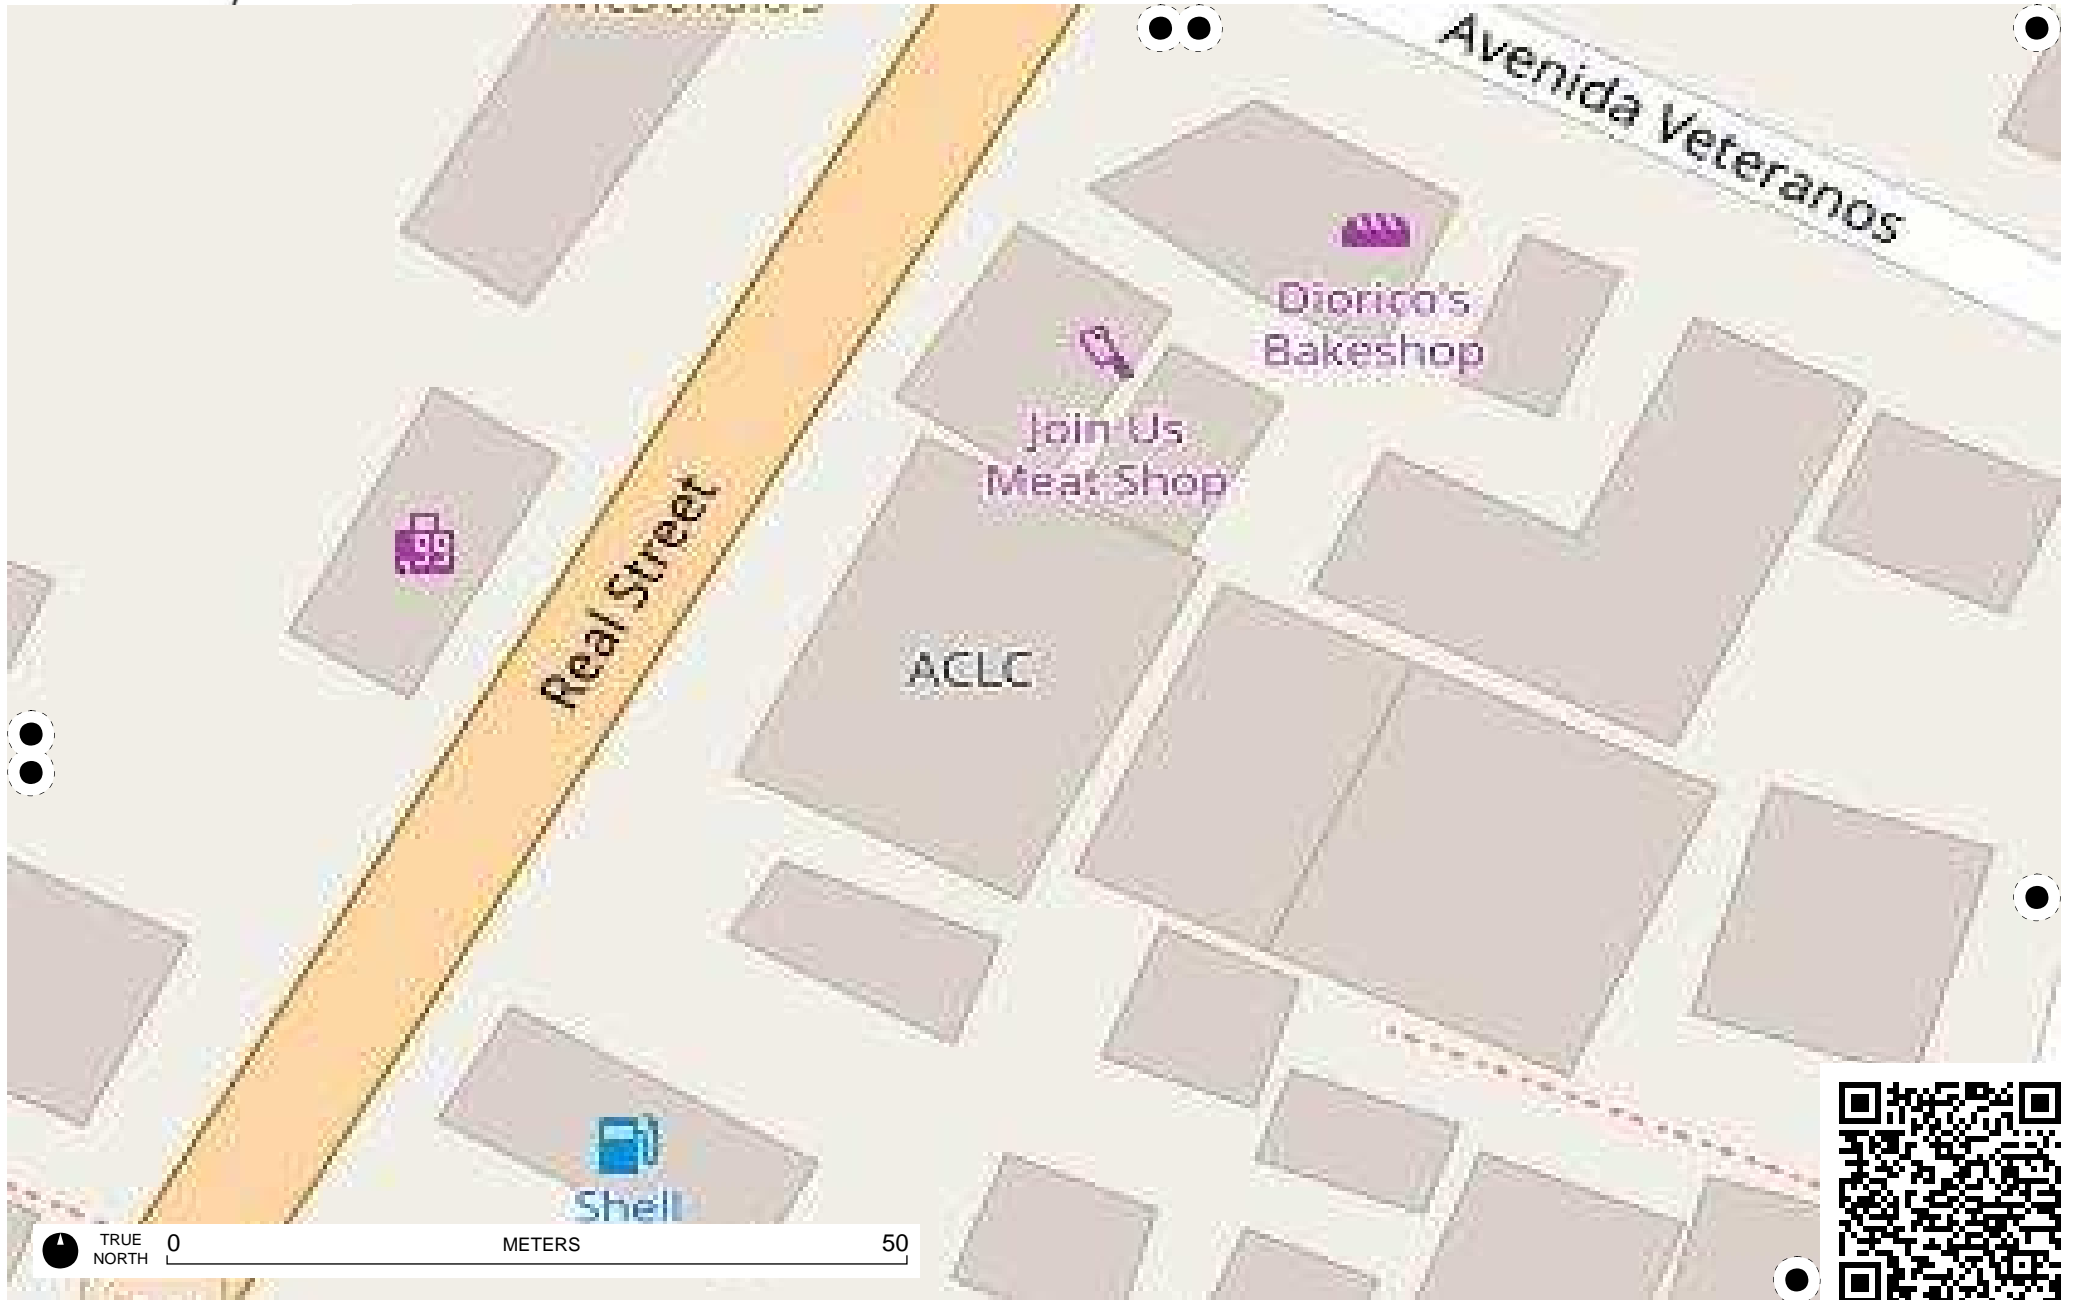 Avenida Veteranos
Diorico's
Bakeshop
Join Us
Meat Shop
Real Street
ACLC
Shell
TRUE
NORTH
0
METERS
50